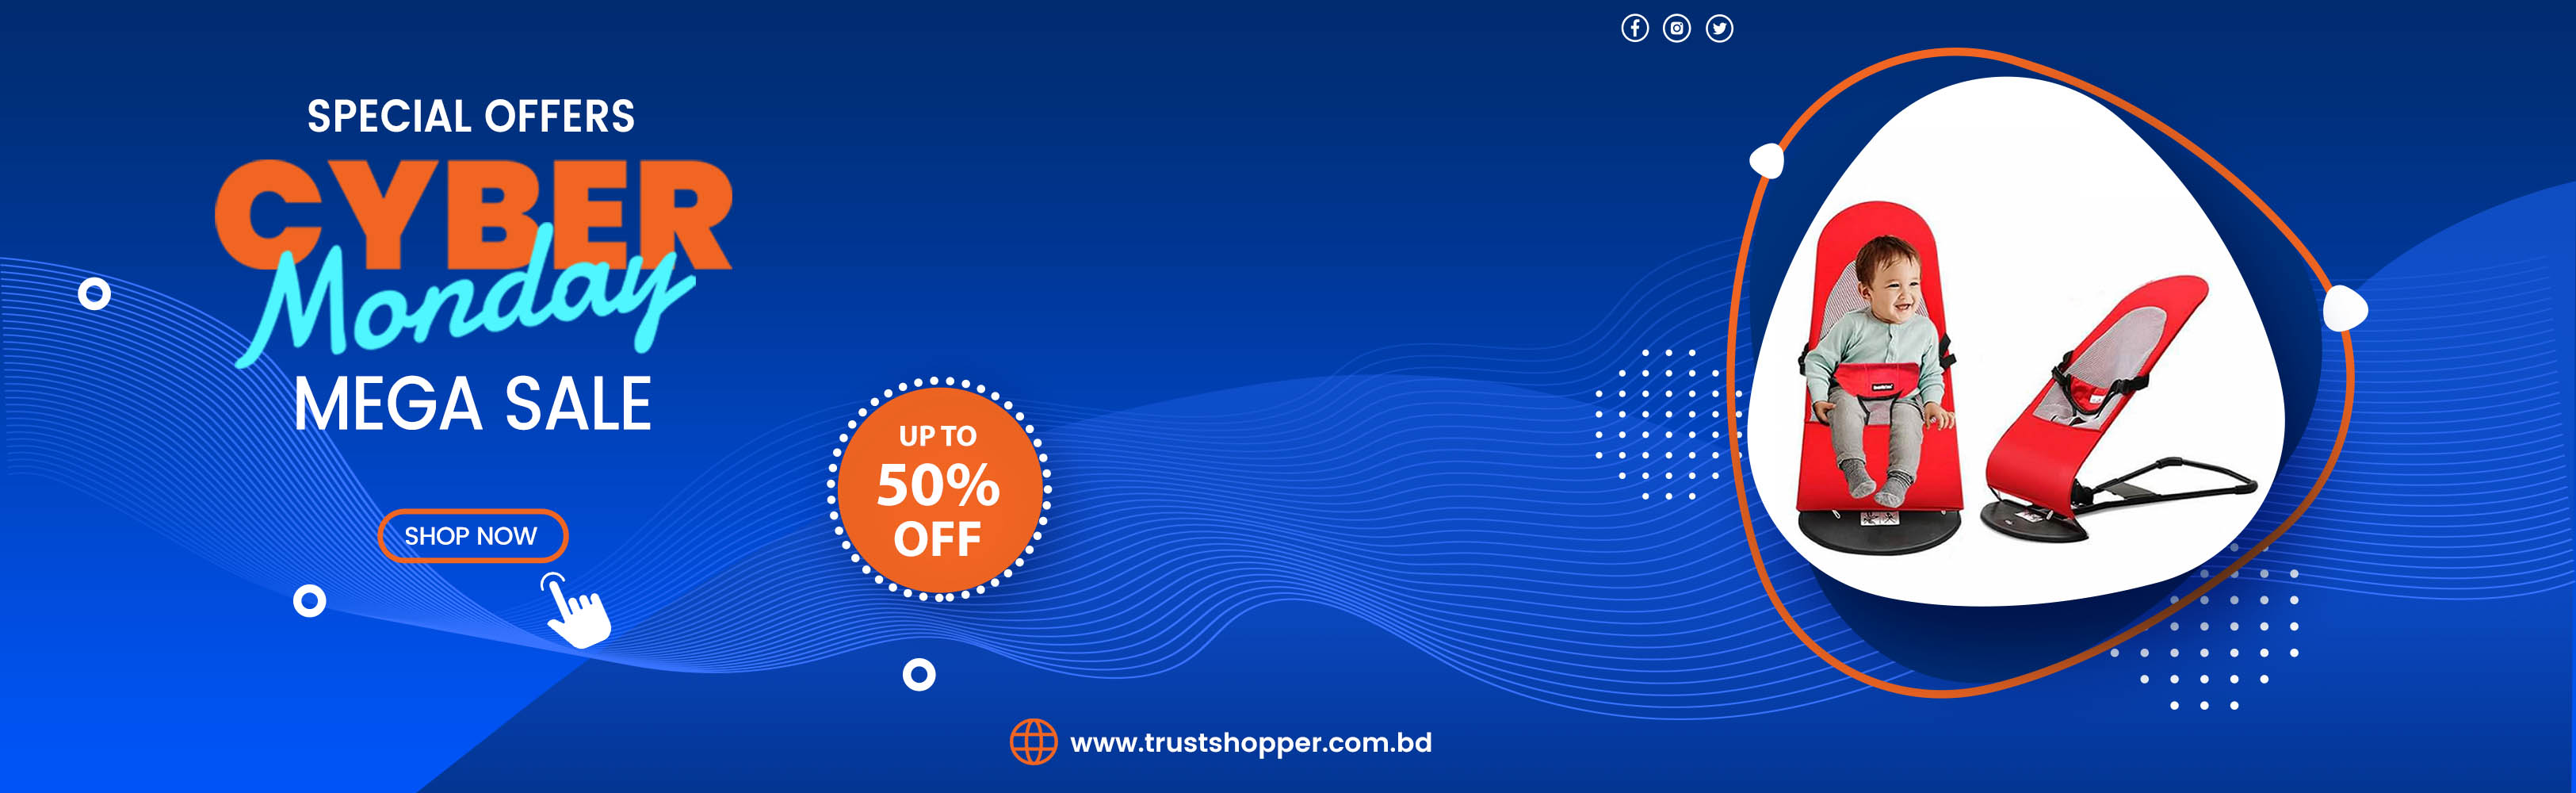 SPECIAL OFFERS
CYBER
Monday
MEGA SALE
SHOP NOW
UP TO
50%
OFF
www.trustshopper.com.bd